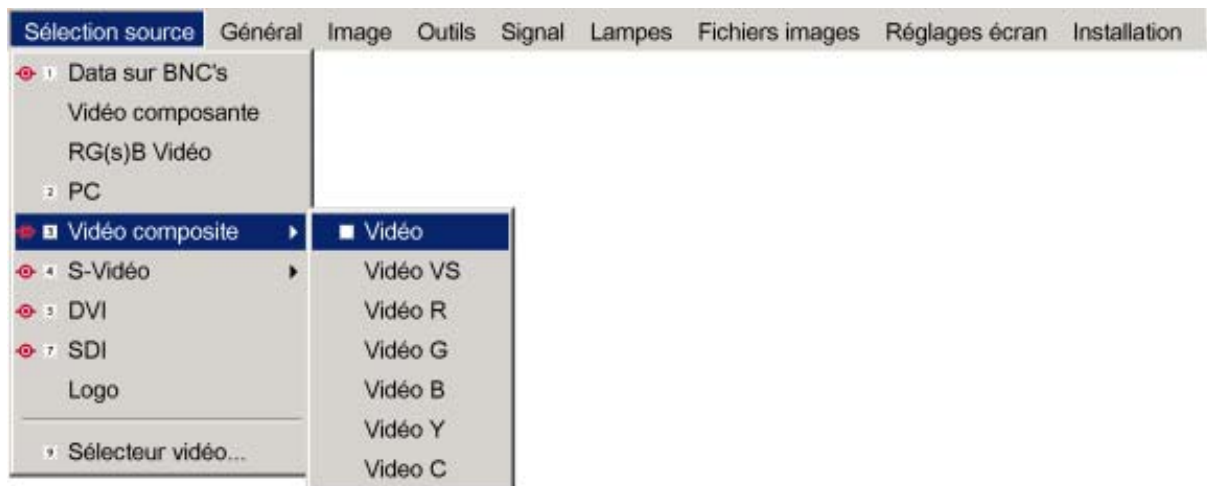 Sélection source Général Image Outils Signal Lampes Fichiers images Réglages écran Installation
1 Data sur BNC's
Vidéo composante
RG(s)B Vidéo
2 PC
3 Vidéo composite
4 S-Vidéo
5 DVI
7 SDI
Logo
9 Sélecteur vidéo...
Vidéo
Vidéo VS
Vidéo R
Vidéo G
Vidéo B
Vidéo Y
Video C